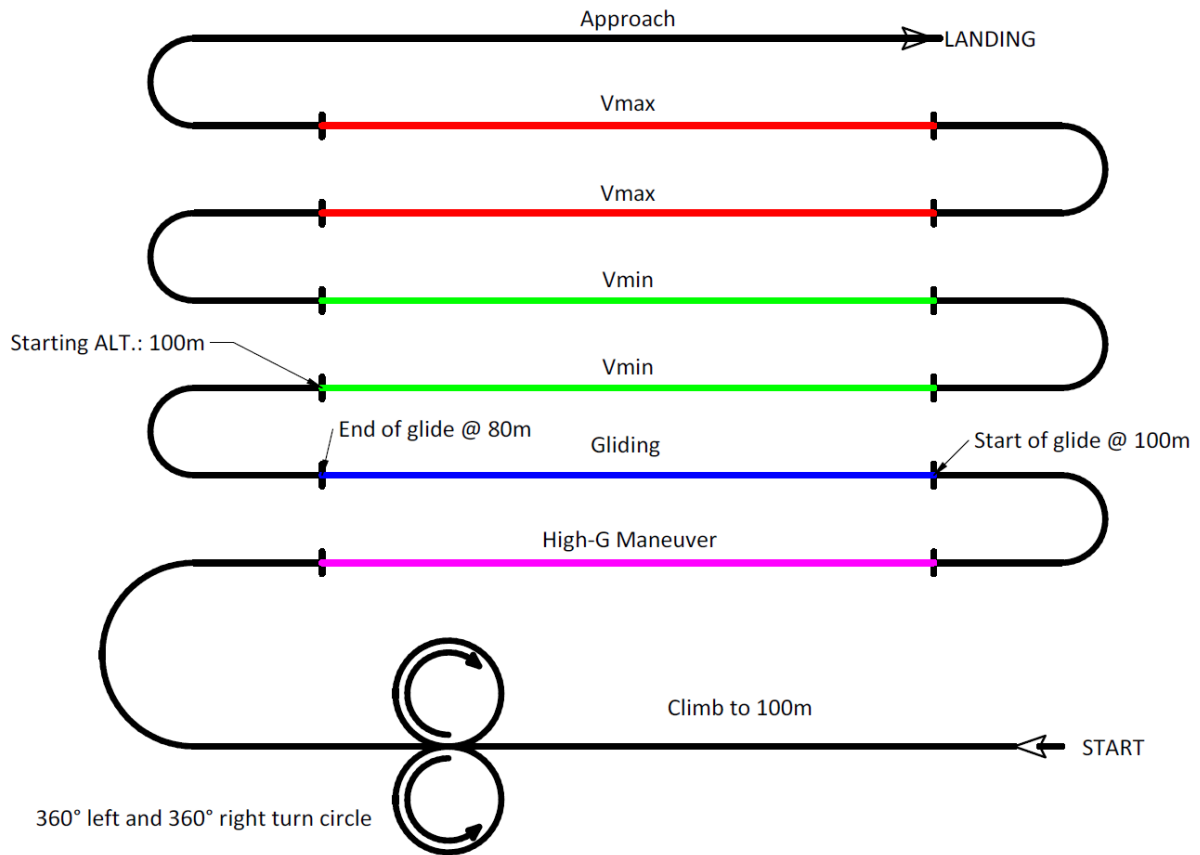 Approach
LANDING
Vmax
Vmax
Vmin
Starting ALT.: 100m
Vmin
End of glide @ 80m
Gliding
Start of glide @ 100m
High-G Maneuver
Climb to 100m
START
360° left and 360° right turn circle